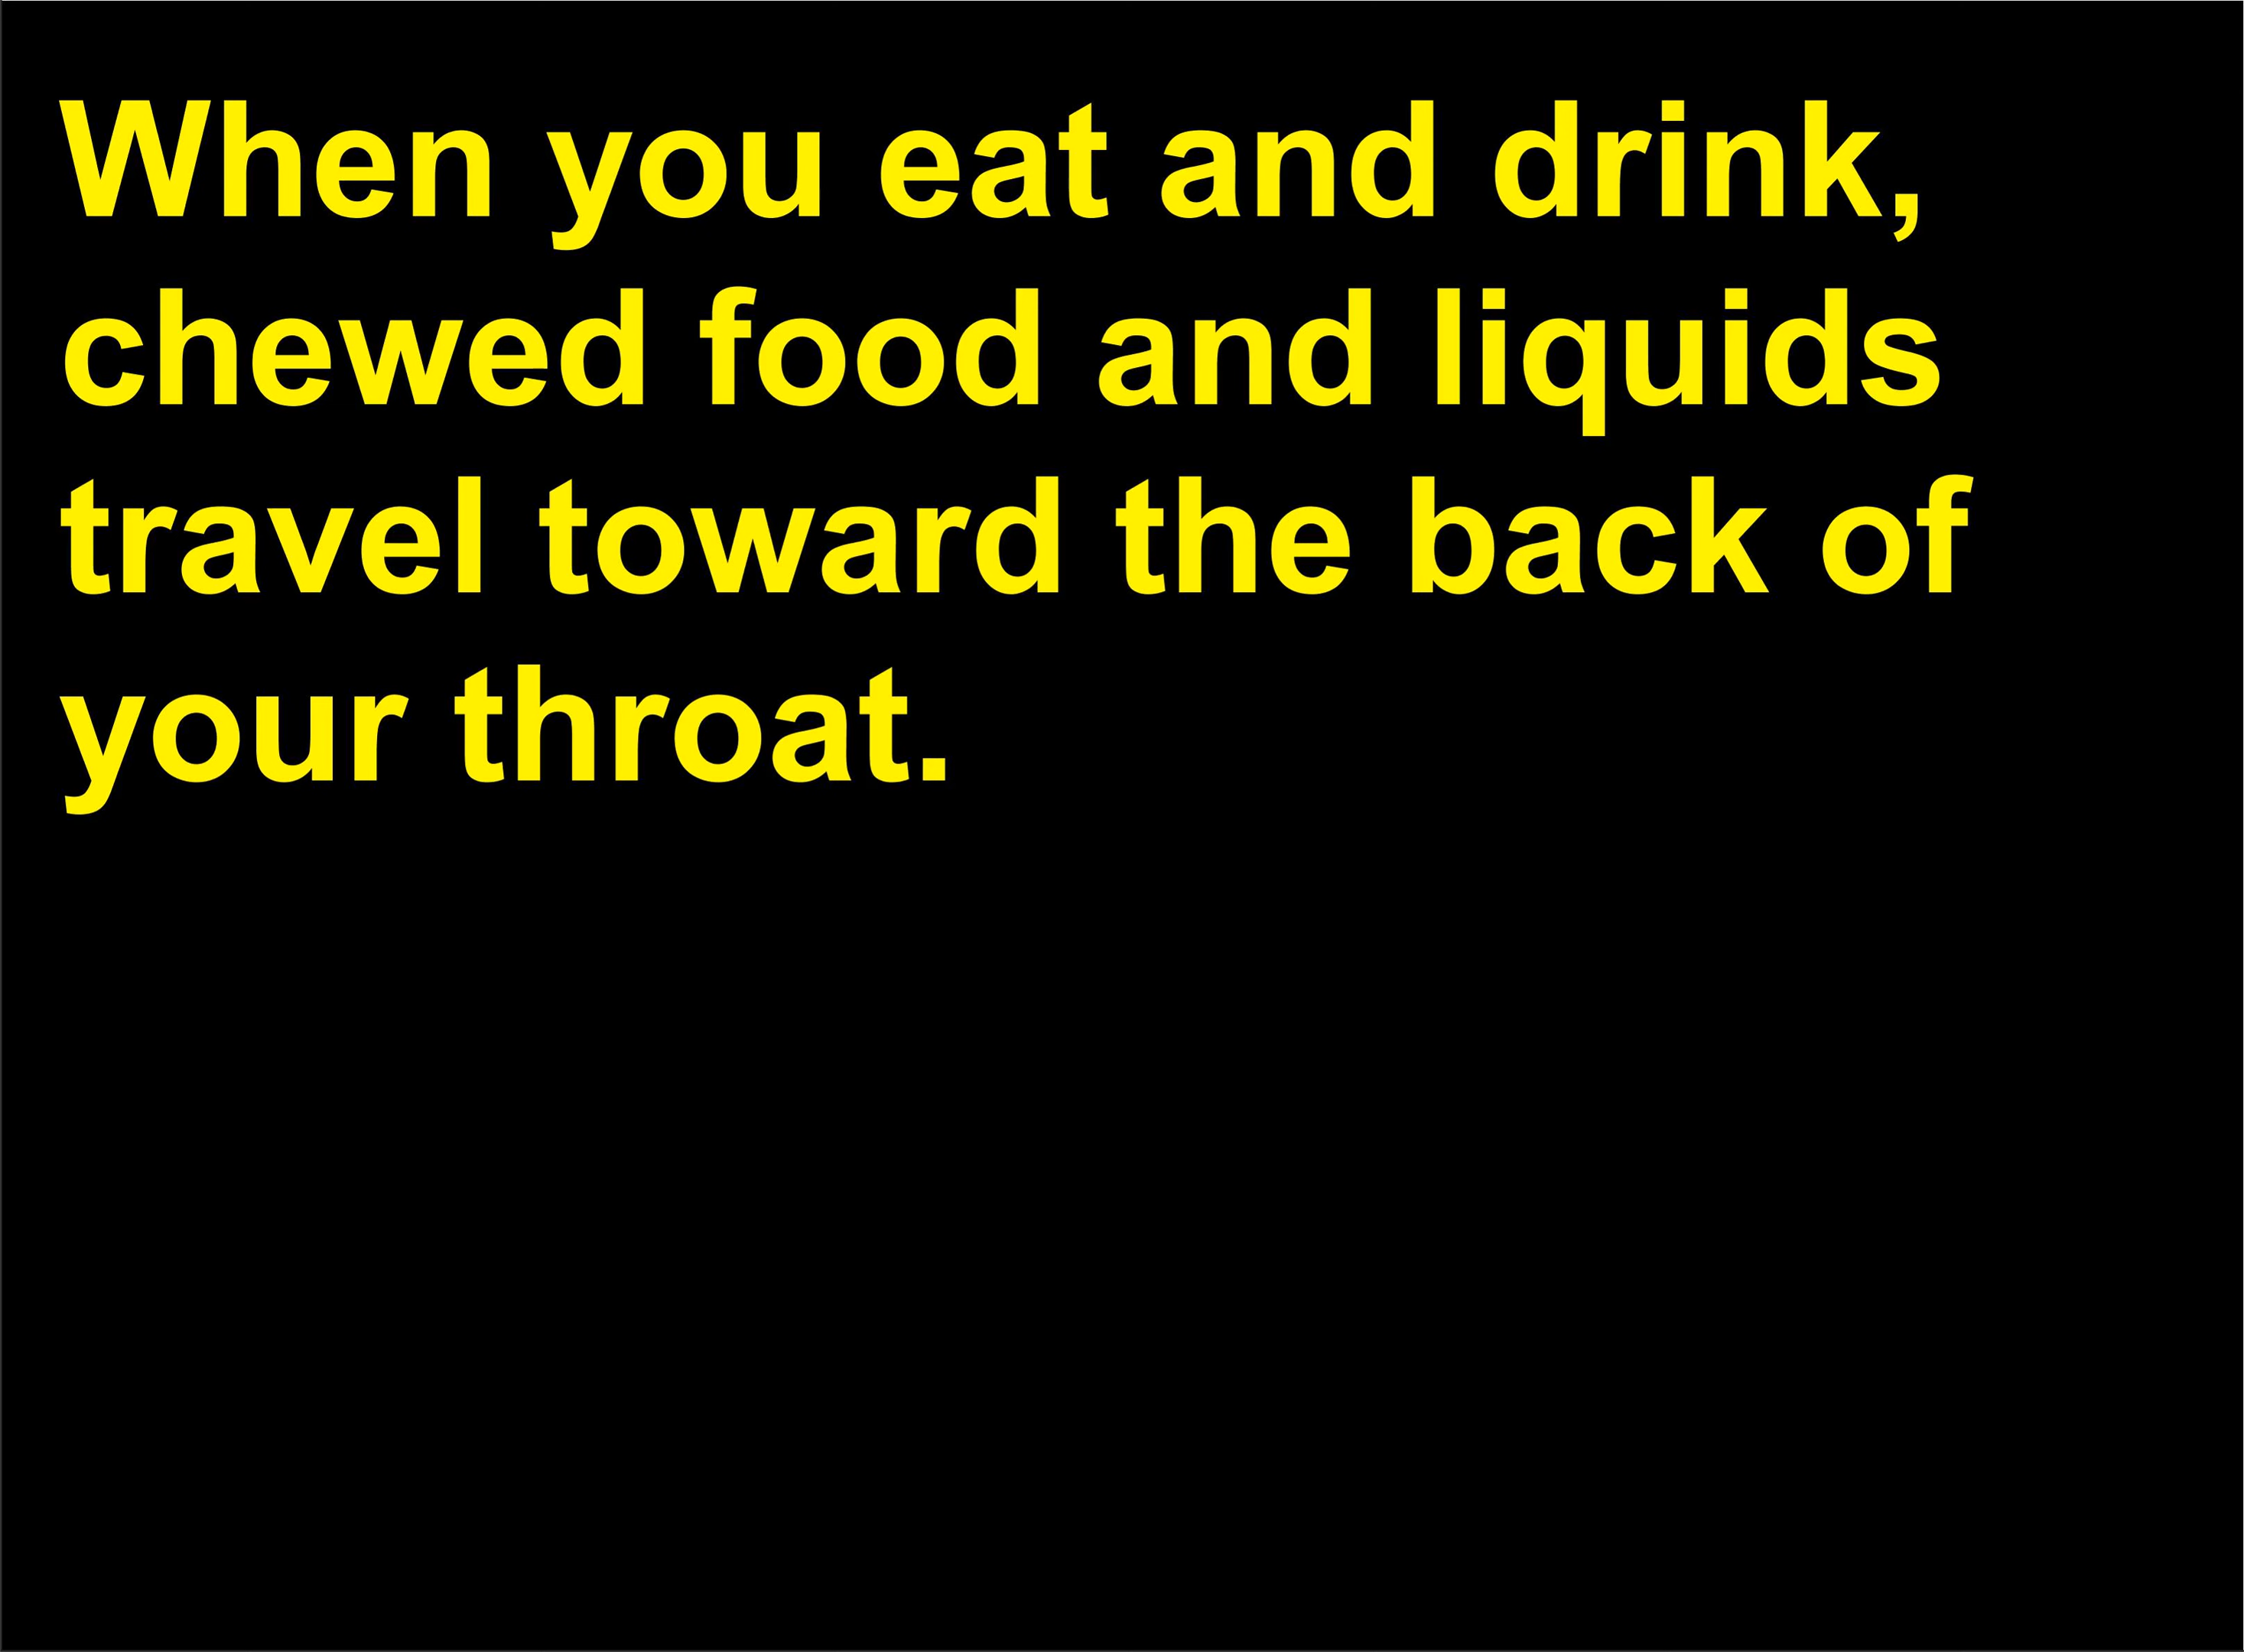 When you eat and drink,
chewed food and liquids
travel toward the back of
your throat.